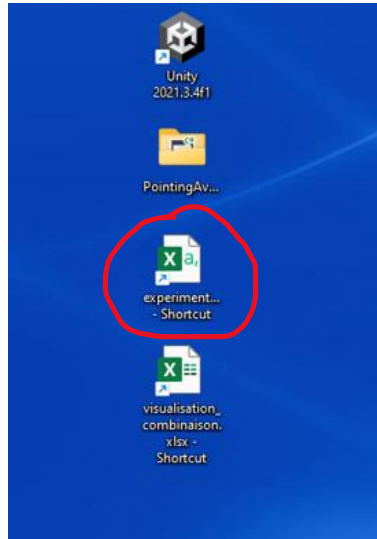 Unity
2021.3.4f1
PointingAv...
X a,
experiment...
- Shortcut
X
visualisation_
combinaison.
xlsx -
Shortcut